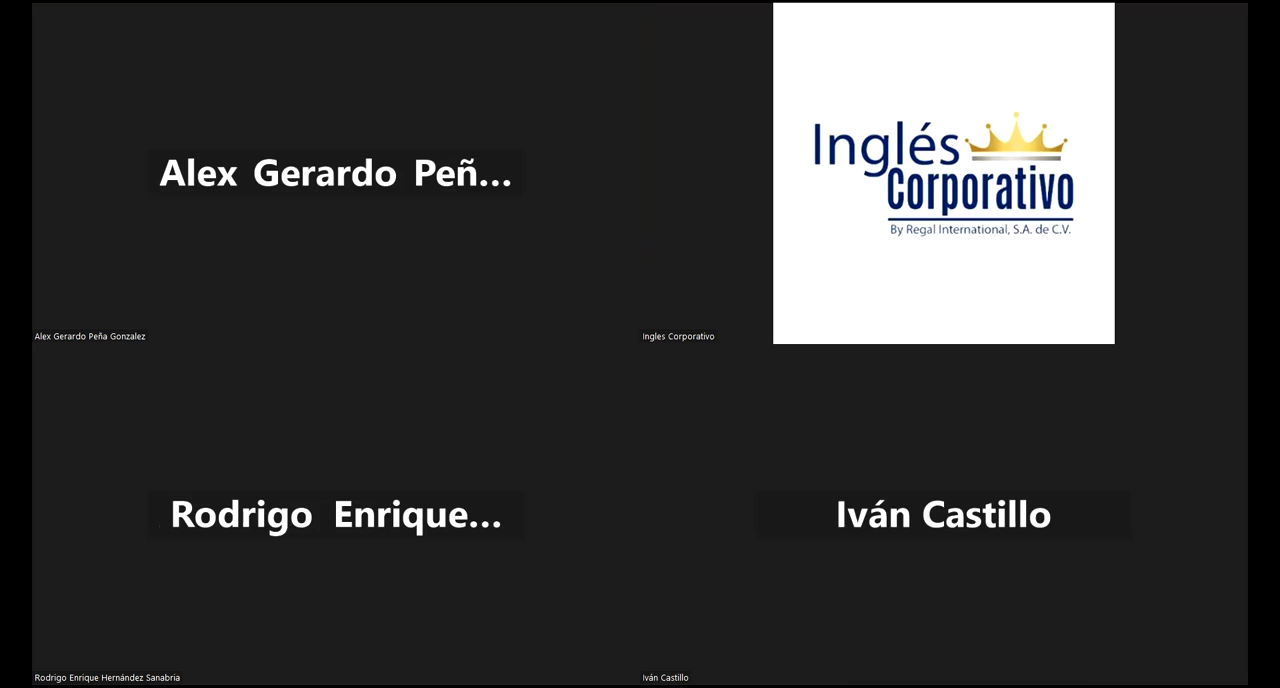 Alex Gerardo Peñ...
Alex Gerardo Peña Gonzalez
Inglés
Corporativo
By Regal International, S.A. de C.V.
Ingles Corporativo
Rodrigo Enrique...
Rodrigo Enrique Hernández Sanabria
Iván Castillo
Iván Castillo